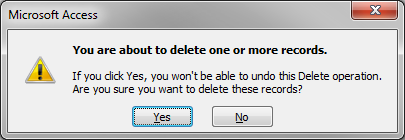 Microsoft Access
You are about to delete one or more records.
If you click Yes, you won't be able to undo this Delete operation.
Are you sure you want to delete these records?
Yes
No